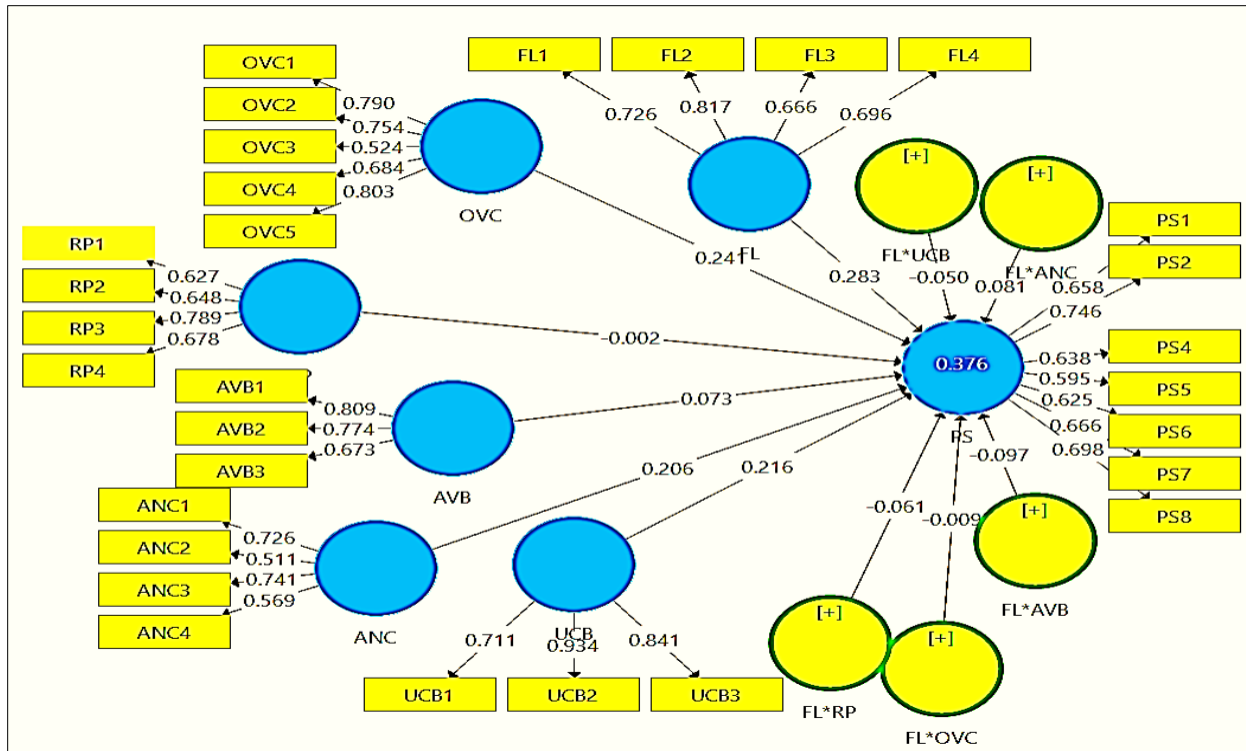 FL1
FL2
FL3
FL4
0.726
0.817
0.666
0.696
FL
OVC1
OVC2
OVC3
OVC4
OVC5
0.790
0.754
0.524
0.684
0.803
OVC
0.241
0.283
[+]
FL*UCB
-0.050
[+]
FL*ANC
0.081
RP1
RP2
RP3
RP4
0.627
0.648
0.789
0.678
-0.002
AVB1
AVB2
AVB3
0.809
0.774
0.673
AVB
0.073
ANC1
ANC2
ANC3
ANC4
0.726
0.511
0.741
0.569
ANC
0.206
UCB
0.216
0.711
0.934
0.841
UCB1
UCB2
UCB3
0.376
PS
PS1
PS2
PS4
PS5
PS6
PS7
PS8
0.658
0.746
0.638
0.595
0.625
0.666
0.698
-0.097
[+]
FL*AVB
-0.061
[+]
FL*RP
-0.009
[+]
FL*OVC